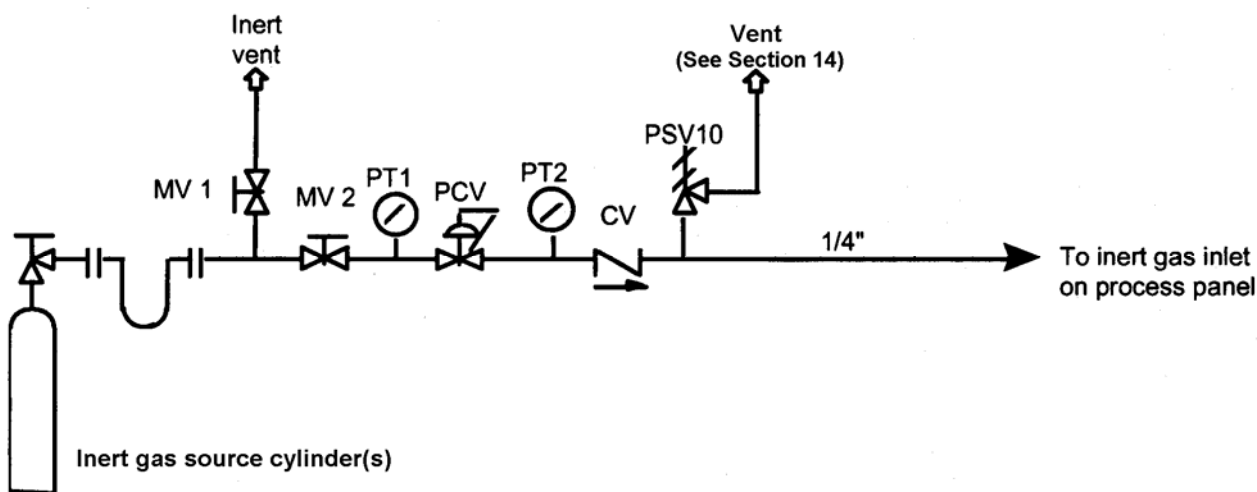 Inert
vent
Vent
(See Section 14)
PSV10
MV 1
MV 2
PT1
PCV
PT2
CV
1/4"
To inert gas inlet
on process panel
Inert gas source cylinder(s)